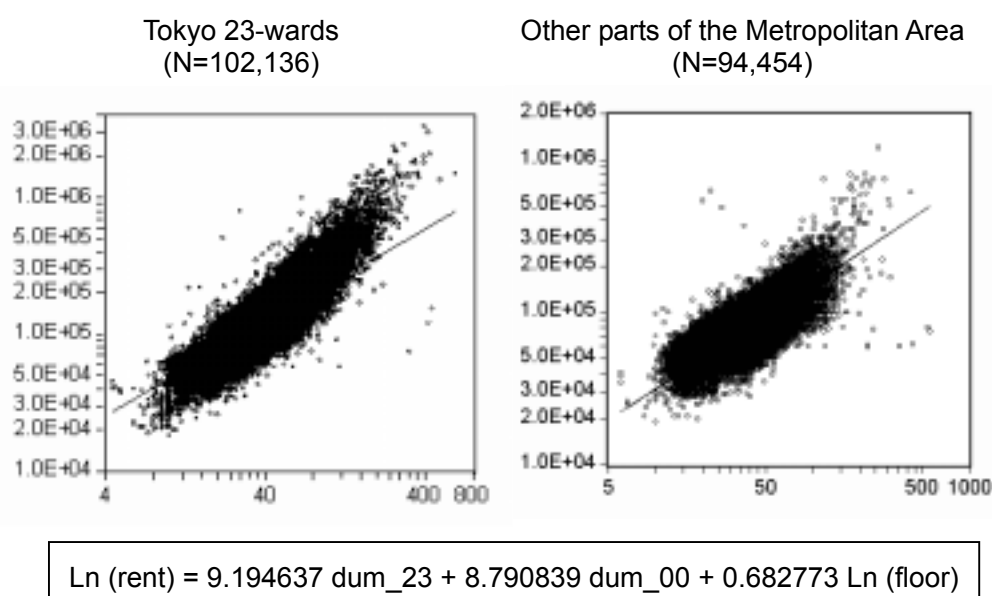 Tokyo 23-wards
(N=102,136)
Other parts of the Metropolitan Area
(N=94,454)
3.0E+06
2.0E+06
1.0E+06
5.0E+05
3.0E+05
2.0E+05
1.0E+05
5.0E+04
3.0E+04
2.0E+04
1.0E+04
4 40 400 800
2.0E+06
1.0E+06
5.0E+05
3.0E+05
2.0E+05
1.0E+05
5.0E+04
3.0E+04
2.0E+04
1.0E+04
5 50 500 1000
Ln (rent) = 9.194637 dum_23 + 8.790839 dum_00 + 0.682773 Ln (floor)